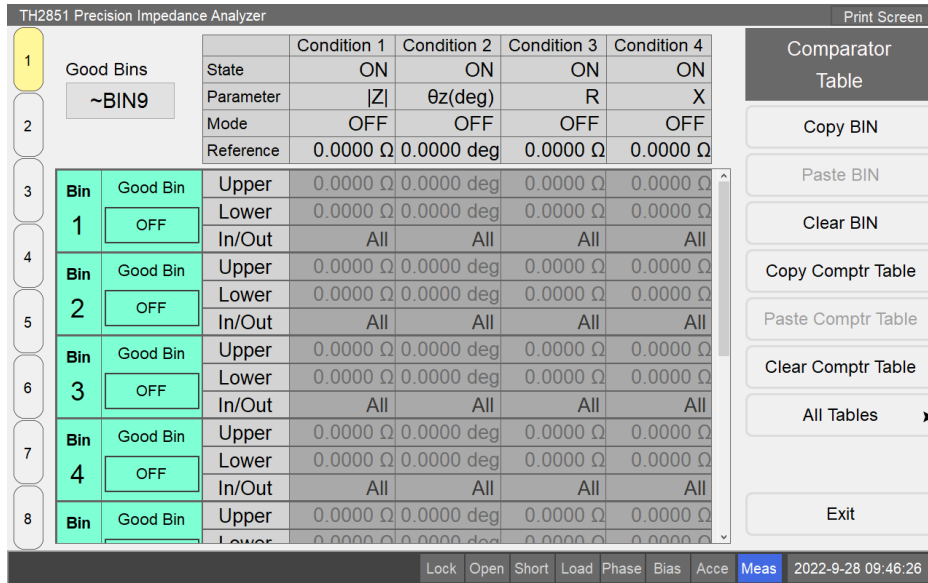 TH2851 Precision Impedance Analyzer
Print Screen
1
2
3
4
5
6
7
8
Good Bins
~BIN9
Condition 1 Condition 2 Condition 3 Condition 4
State ON ON ON ON
Parameter |Z| θz(deg) R X
Mode OFF OFF OFF OFF
Reference 0.0000 Ω 0.0000 deg 0.0000 Ω 0.0000 Ω
Bin 1 Good Bin OFF
Upper 0.0000 Ω 0.0000 deg 0.0000 Ω 0.0000 Ω
Lower 0.0000 Ω 0.0000 deg 0.0000 Ω 0.0000 Ω
In/Out All All All All
Bin 2 Good Bin OFF
Upper 0.0000 Ω 0.0000 deg 0.0000 Ω 0.0000 Ω
Lower 0.0000 Ω 0.0000 deg 0.0000 Ω 0.0000 Ω
In/Out All All All All
Bin 3 Good Bin OFF
Upper 0.0000 Ω 0.0000 deg 0.0000 Ω 0.0000 Ω
Lower 0.0000 Ω 0.0000 deg 0.0000 Ω 0.0000 Ω
In/Out All All All All
Bin 4 Good Bin OFF
Upper 0.0000 Ω 0.0000 deg 0.0000 Ω 0.0000 Ω
Lower 0.0000 Ω 0.0000 deg 0.0000 Ω 0.0000 Ω
In/Out All All All All
Bin Good Bin
Upper 0.0000 Ω 0.0000 deg 0.0000 Ω 0.0000 Ω
Lower 0.0000 Ω 0.0000 deg 0.0000 Ω 0.0000 Ω
Comparator
Table
Copy BIN
Paste BIN
Clear BIN
Copy Comptr Table
Paste Comptr Table
Clear Comptr Table
All Tables
Exit
Lock Open Short Load Phase Bias Acce Meas 2022-9-28 09:46:26